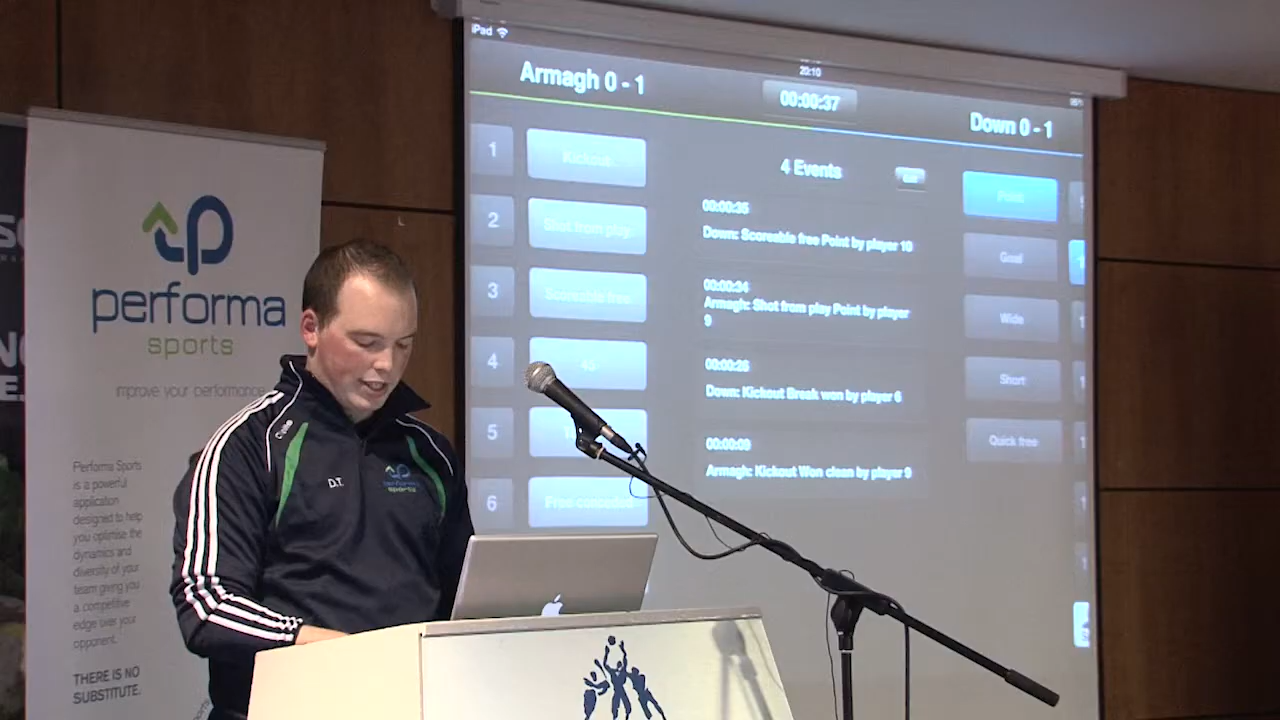 performa
sports
improve your performance
Performa Sports
is a powerful
application
designed to help
you optimise the
dynamics and
diversity of your
team giving you
a competitive
edge over your
opponent.
THERE IS NO
SUBSTITUTE.
D.T.
performa
sports
iPad
20:10
Armagh 0 - 1
00:00:37
Down 0 - 1
4 Events
1
Kickout
2
Shot from play
3
Scoreable free
4
45
5
6
Free conceded
00:00:35
Down: Scoreable free Point by player 10
00:00:34
Armagh: Shot from play Point by player
9
Down: Kickout Break won by player 6
00:00:09
Armagh: Kickout Won clean by player 9
Point
Goal
Wide
Short
Quick free